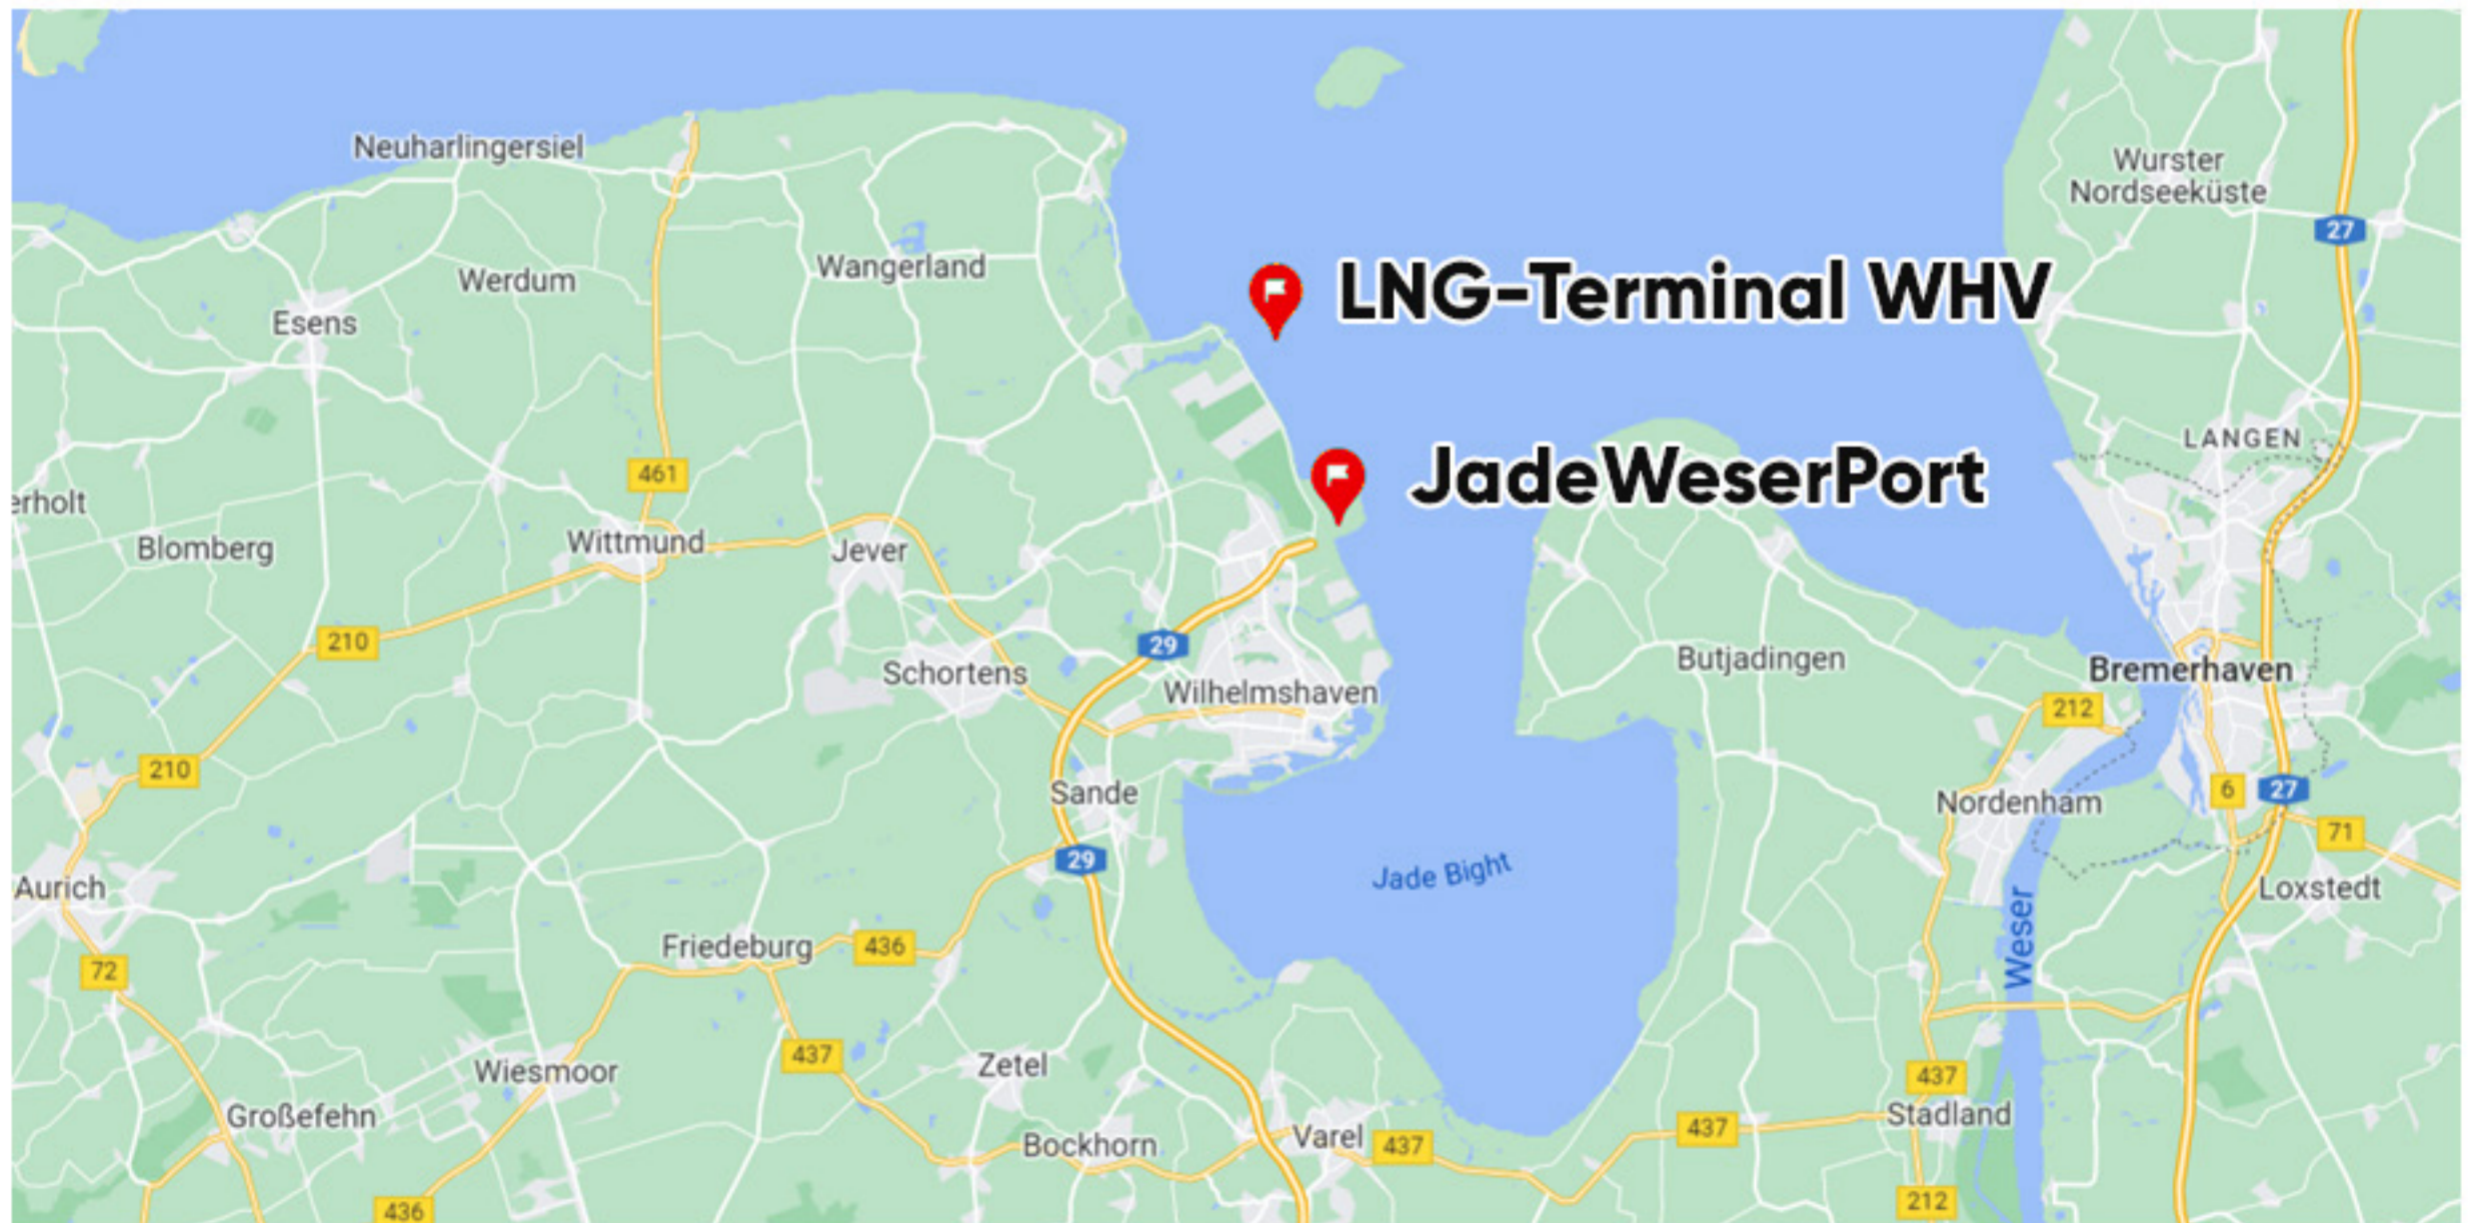 Neuharlingersiel
Wurster
Nordseeküste
27
Wangerland
Werdum
LNG-Terminal WHV
Esens
LANGEN
461
JadeWeserPort
erholt
Wittmund
Blomberg
Jever
210
29
Butjadingen
Bremerhaven
Schortens
Wilhelmshaven
212
210
Sande
6
27
Nordenham
71
29
Jade Bight
Aurich
Loxstedt
Weser
Friedeburg
436
72
437
Zetel
Wiesmoor
437
Großefehn
Stadland
437
Varel
437
Bockhorn
436
212